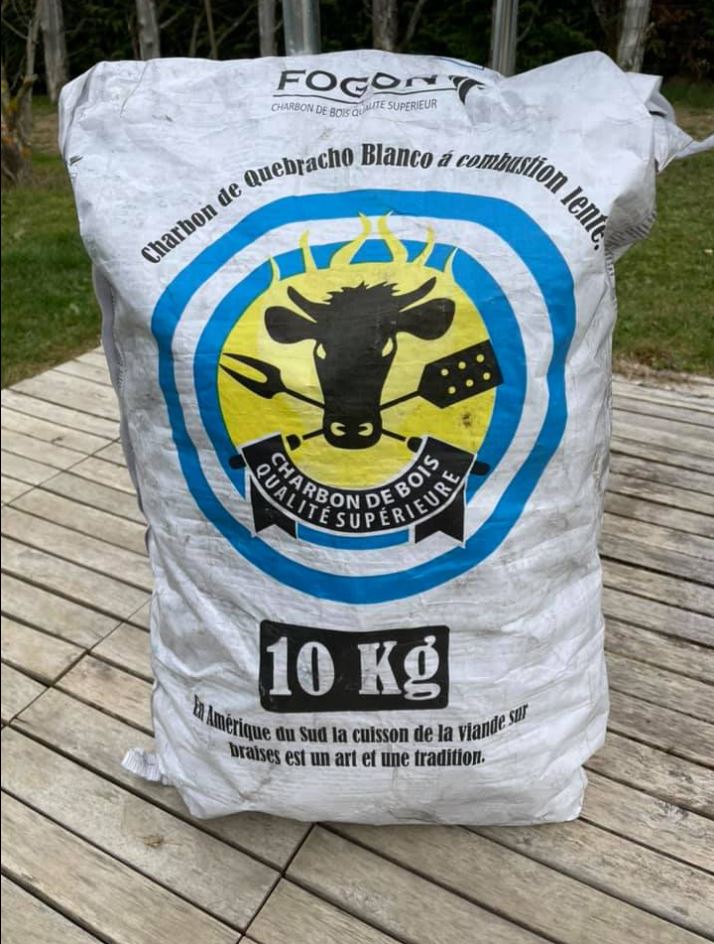 FOGON
CHARBON DE BOIS QUALITE SUPERIEUR
Charbon de Quebracho Blanco á combustion lente.
CHARBON DE BOIS
QUALITÉ SUPÉRIEURE
10 Kg
En Amérique du Sud la cuisson de la viande sur
braises est un art et une tradition.